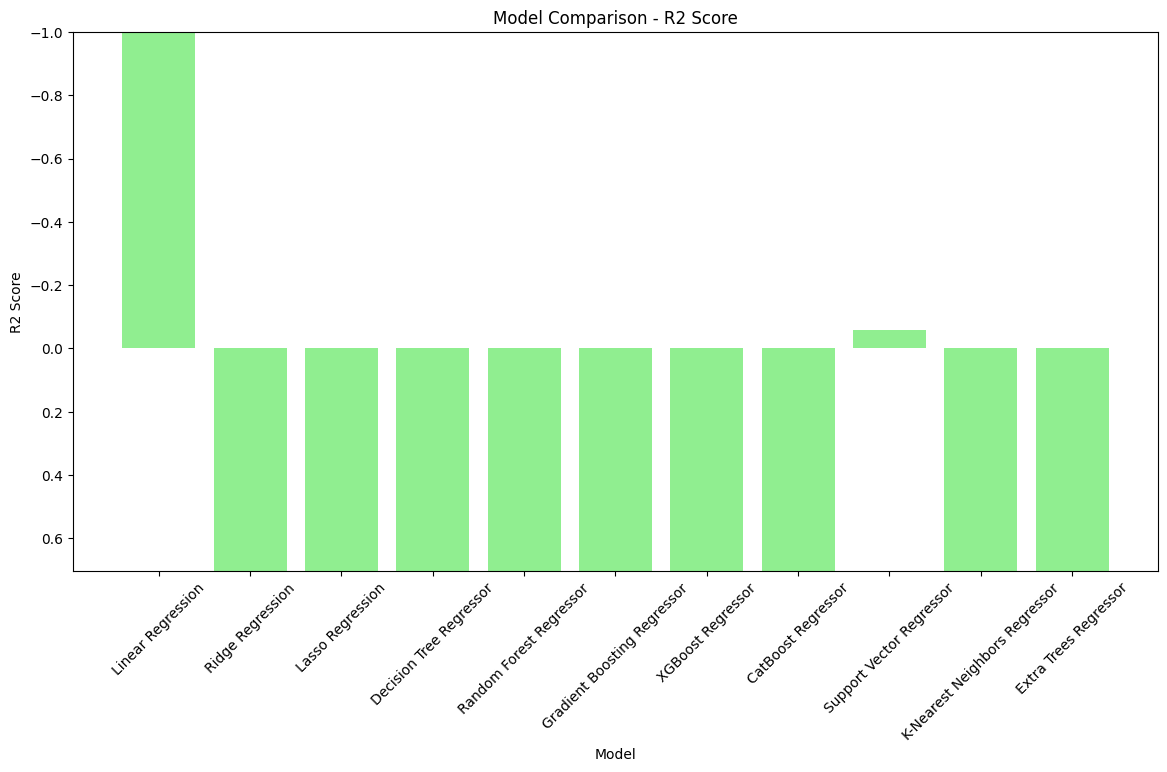 Model Comparison - R2 Score
−1.0
−0.8
−0.6
−0.4
−0.2
0.0
0.2
0.4
0.6
R2 Score
Linear Regression
Ridge Regression
Lasso Regression
Decision Tree Regressor
Random Forest Regressor
Gradient Boosting Regressor
XGBoost Regressor
CatBoost Regressor
Support Vector Regressor
K-Nearest Neighbors Regressor
Extra Trees Regressor
Model